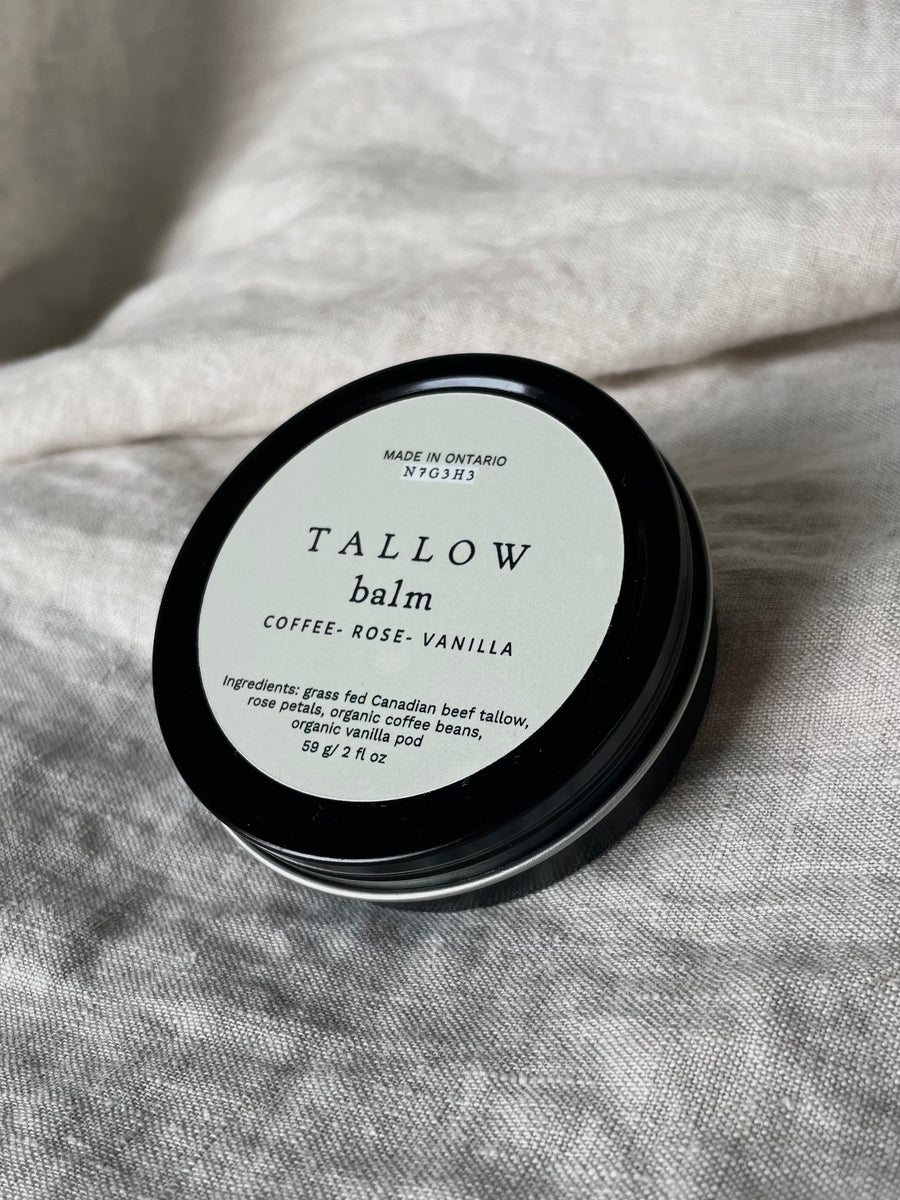 MADE IN ONTARIO
N7G3H3
TALLOW
balm
COFFEE- ROSE- VANILLA
Ingredients: grass fed Canadian beef tallow,
rose petals, organic coffee beans,
organic vanilla pod
59 g/ 2 fl oz